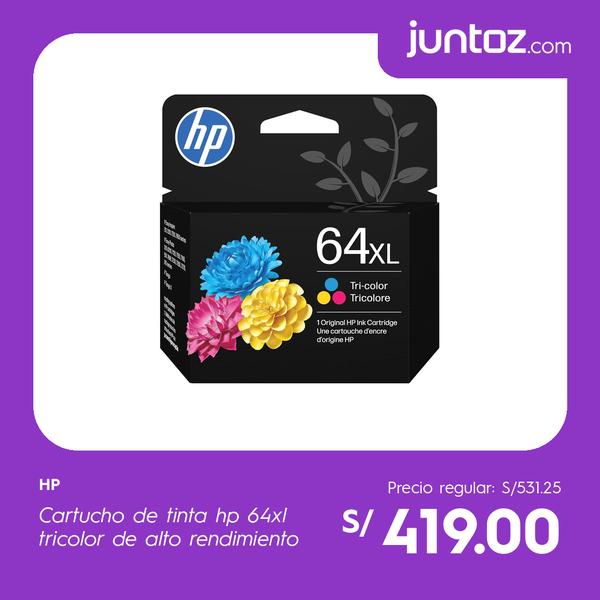 juntoz.com
hp
64XL
Tri-color
Tricolore
1 Original HP Ink Cartridge
Une cartouche d'encre
d'origine HP
HP
Precio regular: S/531.25
Cartucho de tinta hp 64xl
tricolor de alto rendimiento
S/ 419.00